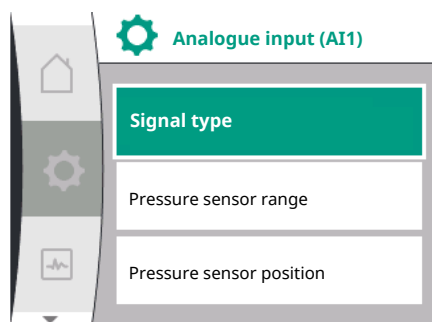 Analogue input (AI1)
Signal type
Pressure sensor range
Pressure sensor position